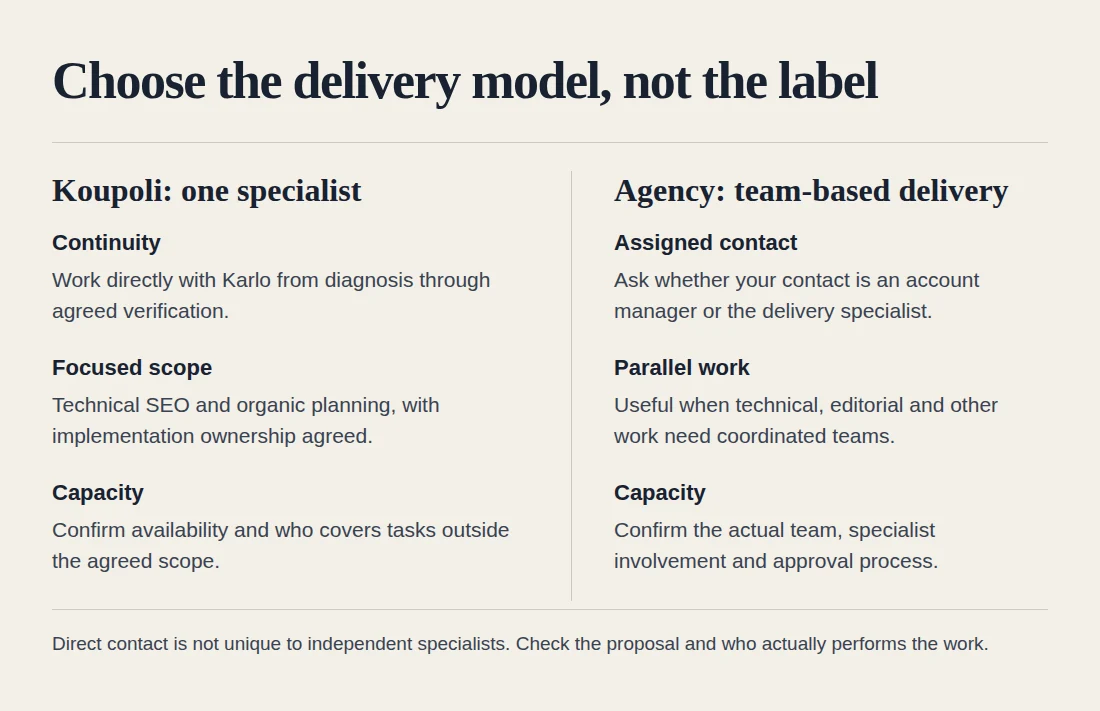 Choose the delivery model, not the label
Koupoli: one specialist
Continuity
Work directly with Karlo from diagnosis through
agreed verification.
Focused scope
Technical SEO and organic planning, with
implementation ownership agreed.
Capacity
Confirm availability and who covers tasks outside
the agreed scope.
Agency: team-based delivery
Assigned contact
Ask whether your contact is an account
manager or the delivery specialist.
Parallel work
Useful when technical, editorial and other
work need coordinated teams.
Capacity
Confirm the actual team, specialist
involvement and approval process.
Direct contact is not unique to independent specialists. Check the proposal and who actually performs the work.